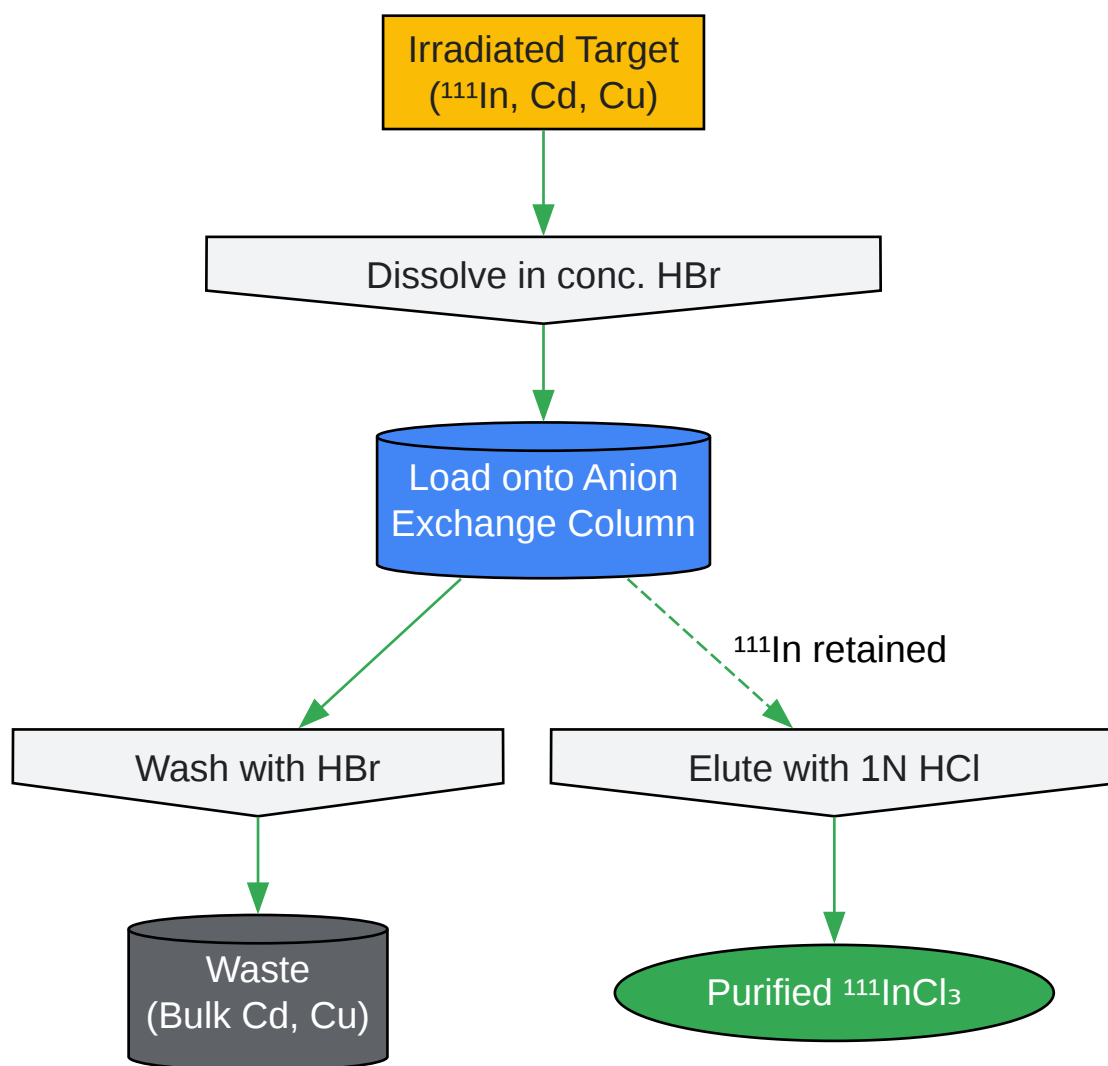 Irradiated Target
(¹¹¹In, Cd, Cu)
Dissolve in conc. HBr
Load onto Anion
Exchange Column
¹¹¹In retained
Wash with HBr
Elute with 1N HCl
Waste
(Bulk Cd, Cu)
Purified ¹¹¹InCl₃